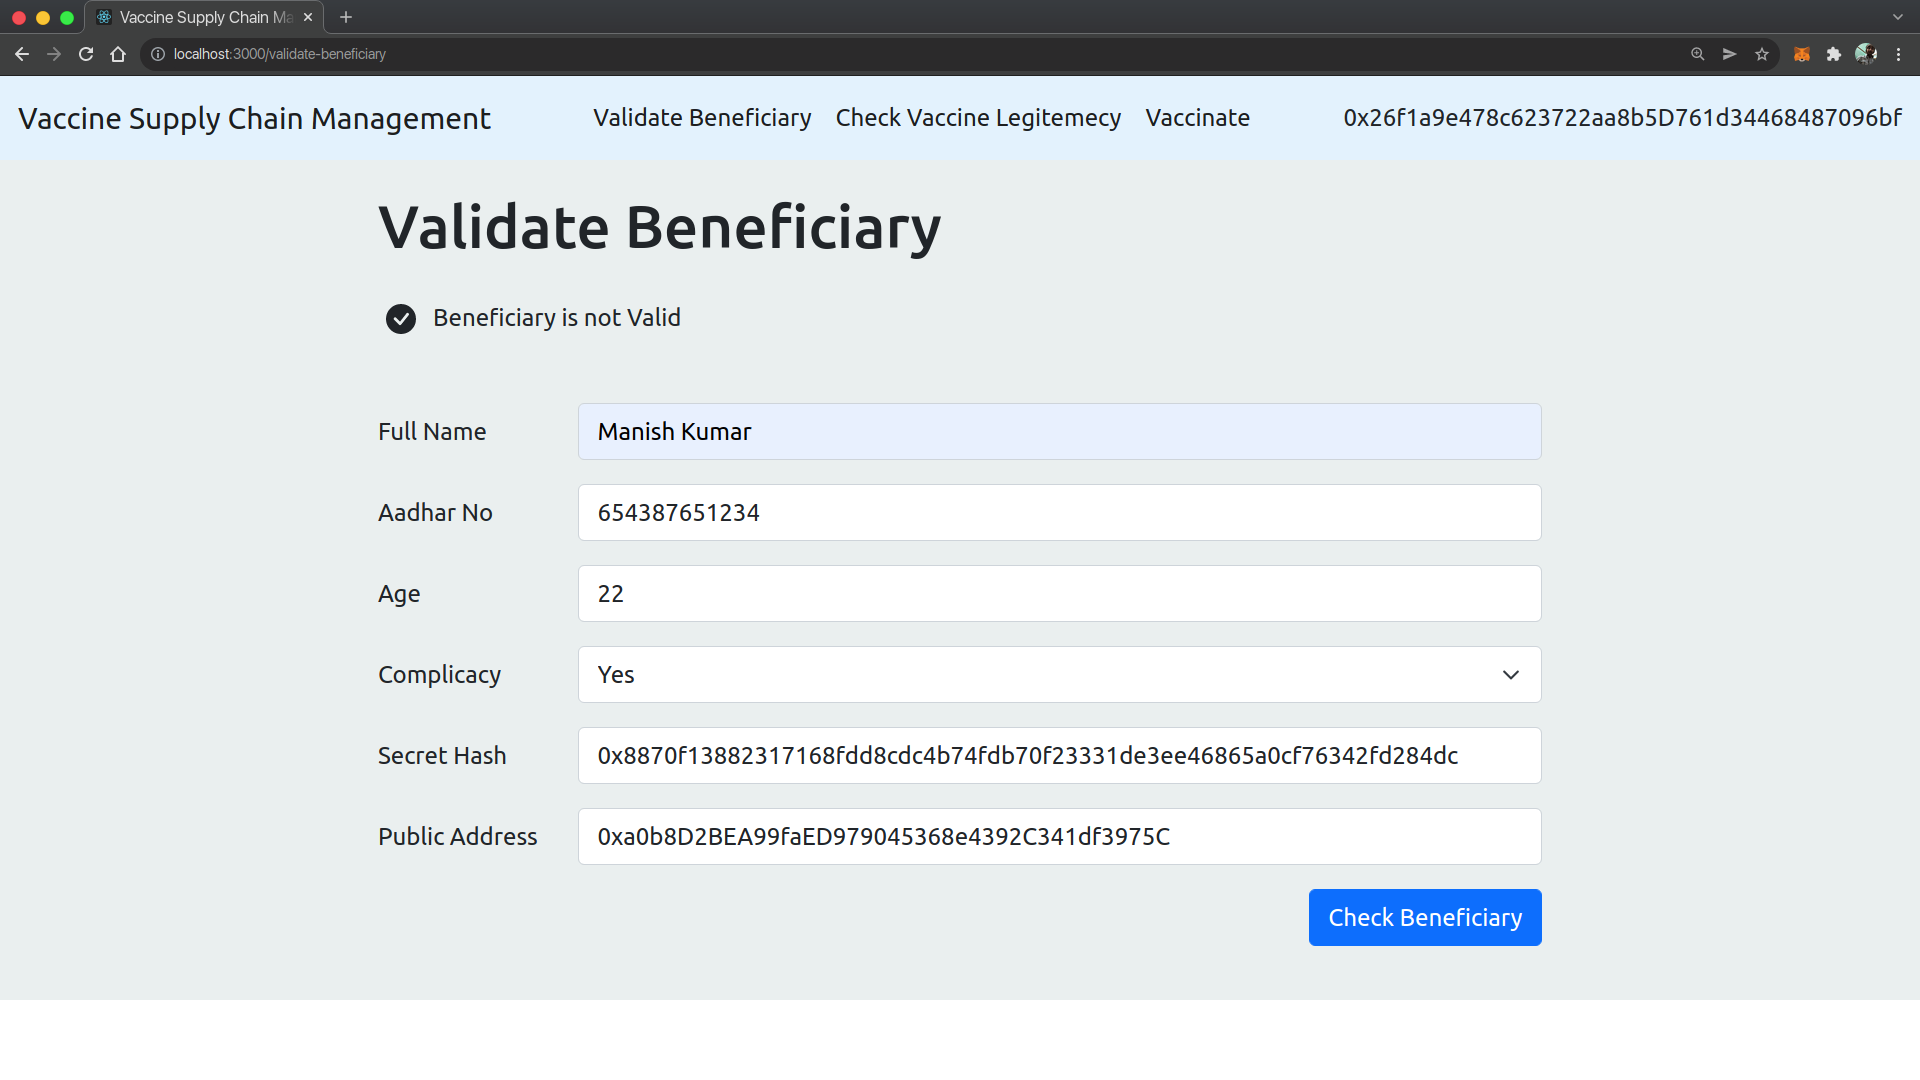 Vaccine Supply Chain Ma
localhost:3000/validate-beneficiary
Vaccine Supply Chain Management Validate Beneficiary Check Vaccine Legitemecy Vaccinate 0x26f1a9e478c623722aa8b5D761d34468487096bf
Validate Beneficiary
Beneficiary is not Valid
Full Name Manish Kumar
Aadhar No 654387651234
Age 22
Complicacy Yes
Secret Hash 0x8870f13882317168fdd8cdc4b74fdb70f23331de3ee46865a0cf76342fd284dc
Public Address 0xa0b8D2BEA99faED979045368e4392C341df3975C
Check Beneficiary